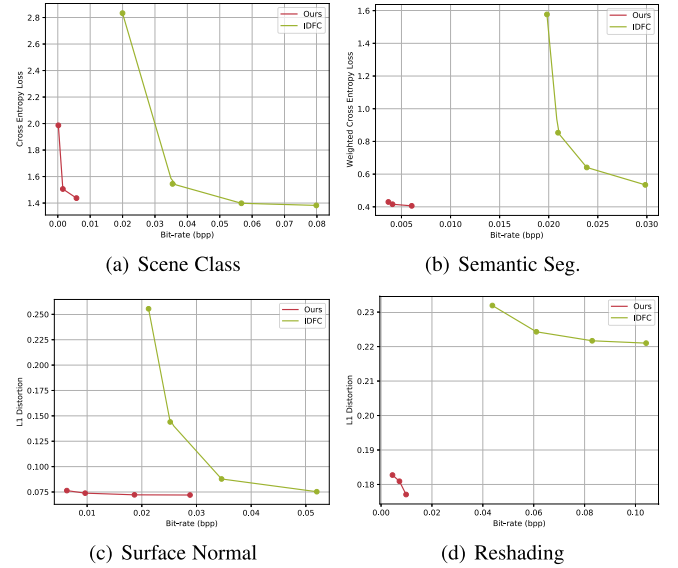 Ours
IDFC
2.8
2.6
2.4
2.2
2.0
1.8
1.6
1.4
Cross Entropy Loss
0.00 0.01 0.02 0.03 0.04 0.05 0.06 0.07 0.08
Bit-rate (bpp)
(a) Scene Class
Ours
IDFC
1.6
1.4
1.2
1.0
0.8
0.6
0.4
Weighted Cross Entropy Loss
0.005 0.010 0.015 0.020 0.025 0.030
Bit-rate (bpp)
(b) Semantic Seg.
Ours
IDFC
0.250
0.225
0.200
0.175
0.150
0.125
0.100
0.075
L1 Distortion
0.01 0.02 0.03 0.04 0.05
Bit-rate (bpp)
(c) Surface Normal
Ours
IDFC
0.23
0.22
0.21
0.20
0.19
0.18
L1 Distortion
0.00 0.02 0.04 0.06 0.08 0.10
Bit-rate (bpp)
(d) Reshading